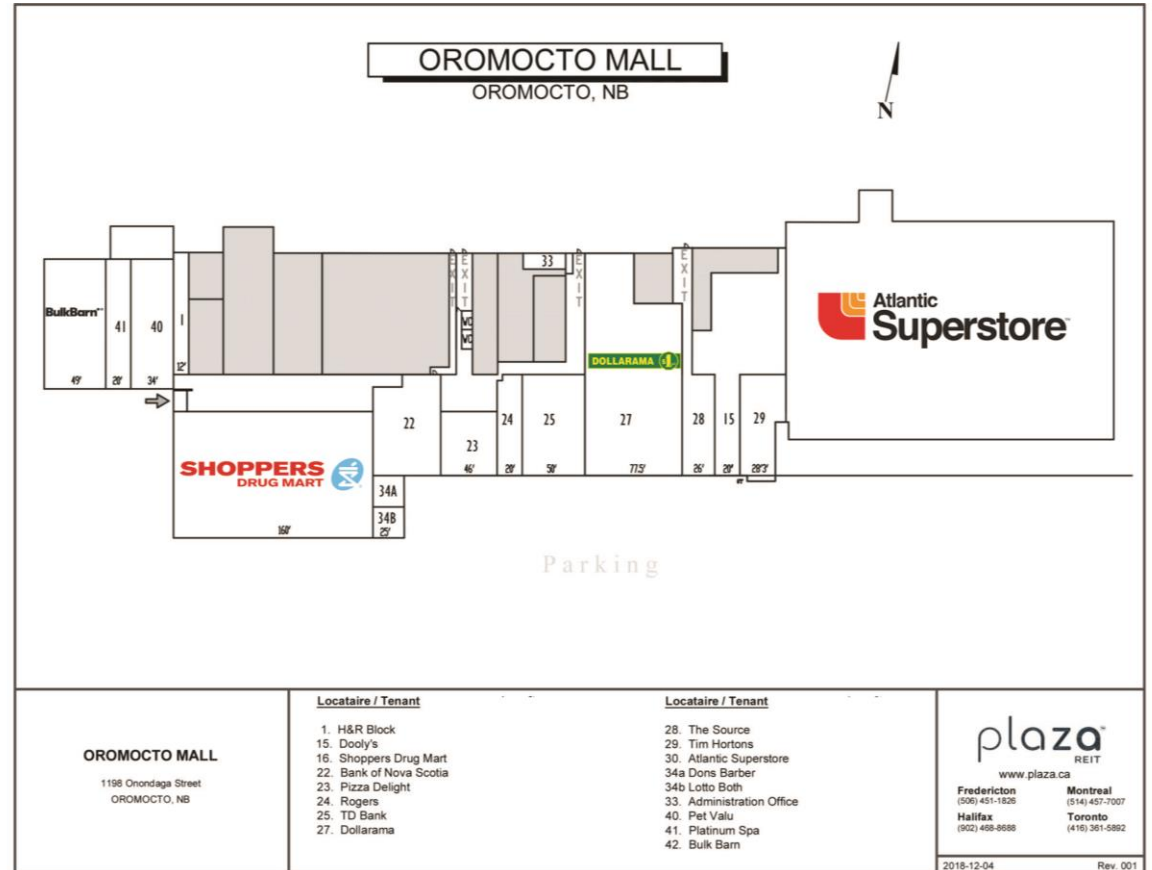 OROMOCTO MALL
OROMOCTO, NB
N
EXIT
EXIT
33
EXIT
EXIT
BulkBarn
41
40
1
WC
WC
Atlantic
Superstore
DOLLARAMA $1
49'
20'
34'
12'
22
23
24
25
27
28
15
29
46'
20'
50'
77.5'
26'
20'
28'3"
SHOPPERS
DRUG MART
34A
34B
160'
25'
Parking
OROMOCTO MALL
1198 Onondaga Street
OROMOCTO, NB
Locataire / Tenant
1. H&R Block
15. Dooly's
16. Shoppers Drug Mart
22. Bank of Nova Scotia
23. Pizza Delight
24. Rogers
25. TD Bank
27. Dollarama
Locataire / Tenant
28. The Source
29. Tim Hortons
30. Atlantic Superstore
34a Dons Barber
34b Lotto Both
33. Administration Office
40. Pet Valu
41. Platinum Spa
42. Bulk Barn
plaza
REIT
www.plaza.ca
Fredericton Montreal
(506) 451-1826 (514) 457-7007
Halifax Toronto
(902) 468-8688 (416) 361-5892
2018-12-04 Rev. 001